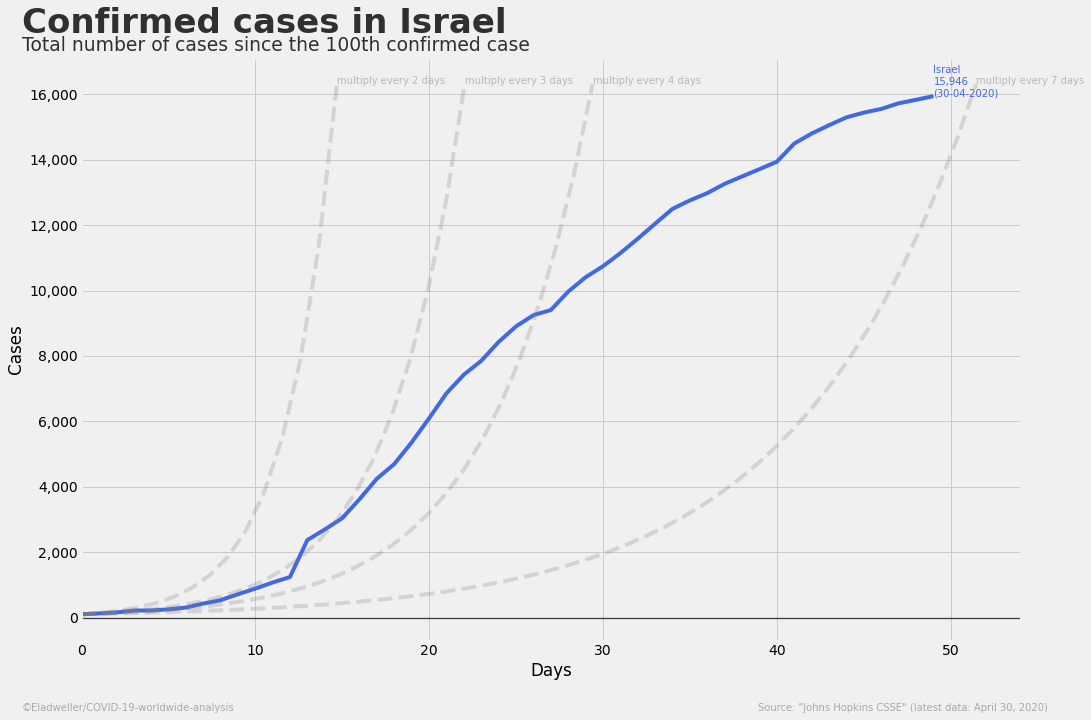 Confirmed cases in Israel
Total number of cases since the 100th confirmed case
multiply every 2 days
multiply every 3 days
multiply every 4 days
Israel
15,946
(30-04-2020)
multiply every 7 days
16,000
14,000
12,000
10,000
8,000
6,000
4,000
2,000
0
Cases
0 10 20 30 40 50
Days
©Eladweller/COVID-19-worldwide-analysis
Source: "Johns Hopkins CSSE" (latest data: April 30, 2020)